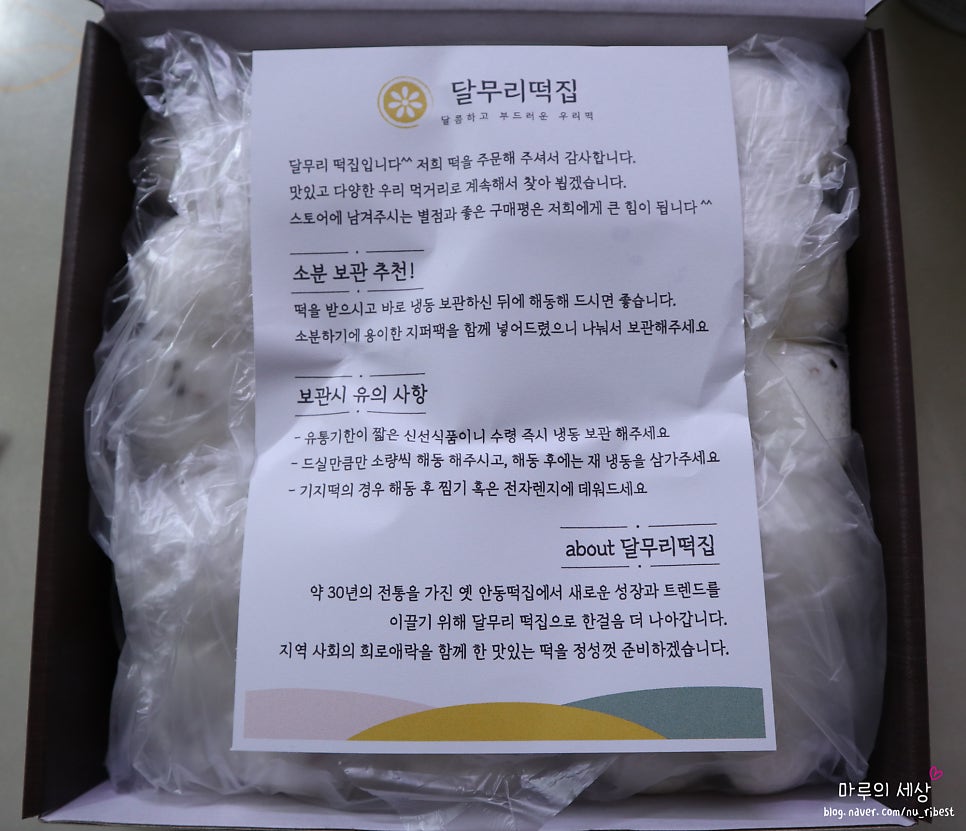 달무리떡집
달콤하고 부드러운 우리떡
달무리 떡집입니다^^ 저희 떡을 주문해 주셔서 감사합니다.
맛있고 다양한 우리 먹거리로 계속해서 찾아 뵙겠습니다.
스토어에 남겨주시는 별점과 좋은 구매평은 저희에게 큰 힘이 됩니다^^
소분 보관 추천!
떡을 받으시고 바로 냉동 보관하신 뒤에 해동해 드시면 좋습니다.
소분하기에 용이한 지퍼팩을 함께 넣어드렸으니 나눠서 보관해주세요
보관시 유의 사항
- 유통기한이 짧은 신선식품이니 수령 즉시 냉동 보관 해주세요
- 드실만큼만 소량씩 해동 해주시고, 해동 후에는 재 냉동을 삼가주세요
- 기지떡의 경우 해동 후 찜기 혹은 전자렌지에 데워드세요
about 달무리떡집
약 30년의 전통을 가진 옛 안동떡집에서 새로운 성장과 트렌드를
이끌기 위해 달무리 떡집으로 한걸음 더 나아갑니다.
지역 사회의 희로애락을 함께 한 맛있는 떡을 정성껏 준비하겠습니다.
마루의 세상
blog.naver.com/nu_ribest